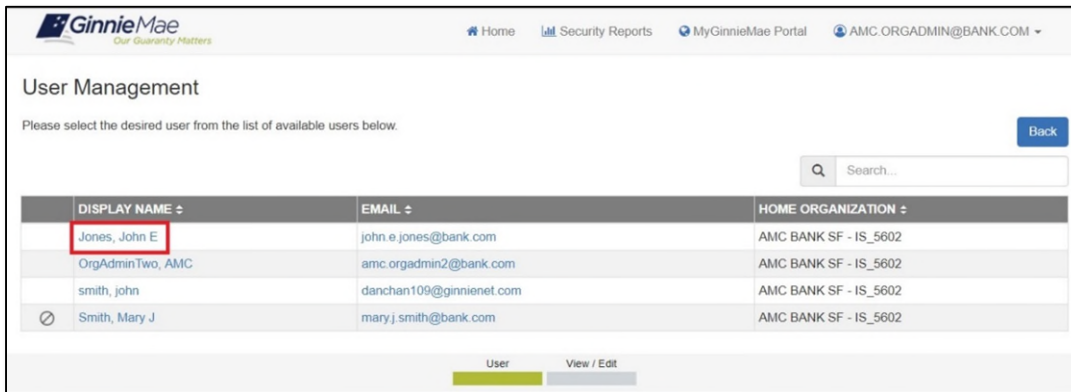 GinnieMae
Our Guaranty Matters
Home Security Reports MyGinnieMae Portal AMC.ORGADMIN@BANK.COM
User Management
Please select the desired user from the list of available users below.
Back
Search...
DISPLAY NAME EMAIL HOME ORGANIZATION
Jones, John E john.e.jones@bank.com AMC BANK SF - IS_5602
OrgAdminTwo, AMC amc.orgadmin2@bank.com AMC BANK SF - IS_5602
smith, john danchan109@ginnienet.com AMC BANK SF - IS_5602
Smith, Mary J mary.j.smith@bank.com AMC BANK SF - IS_5602
User View / Edit